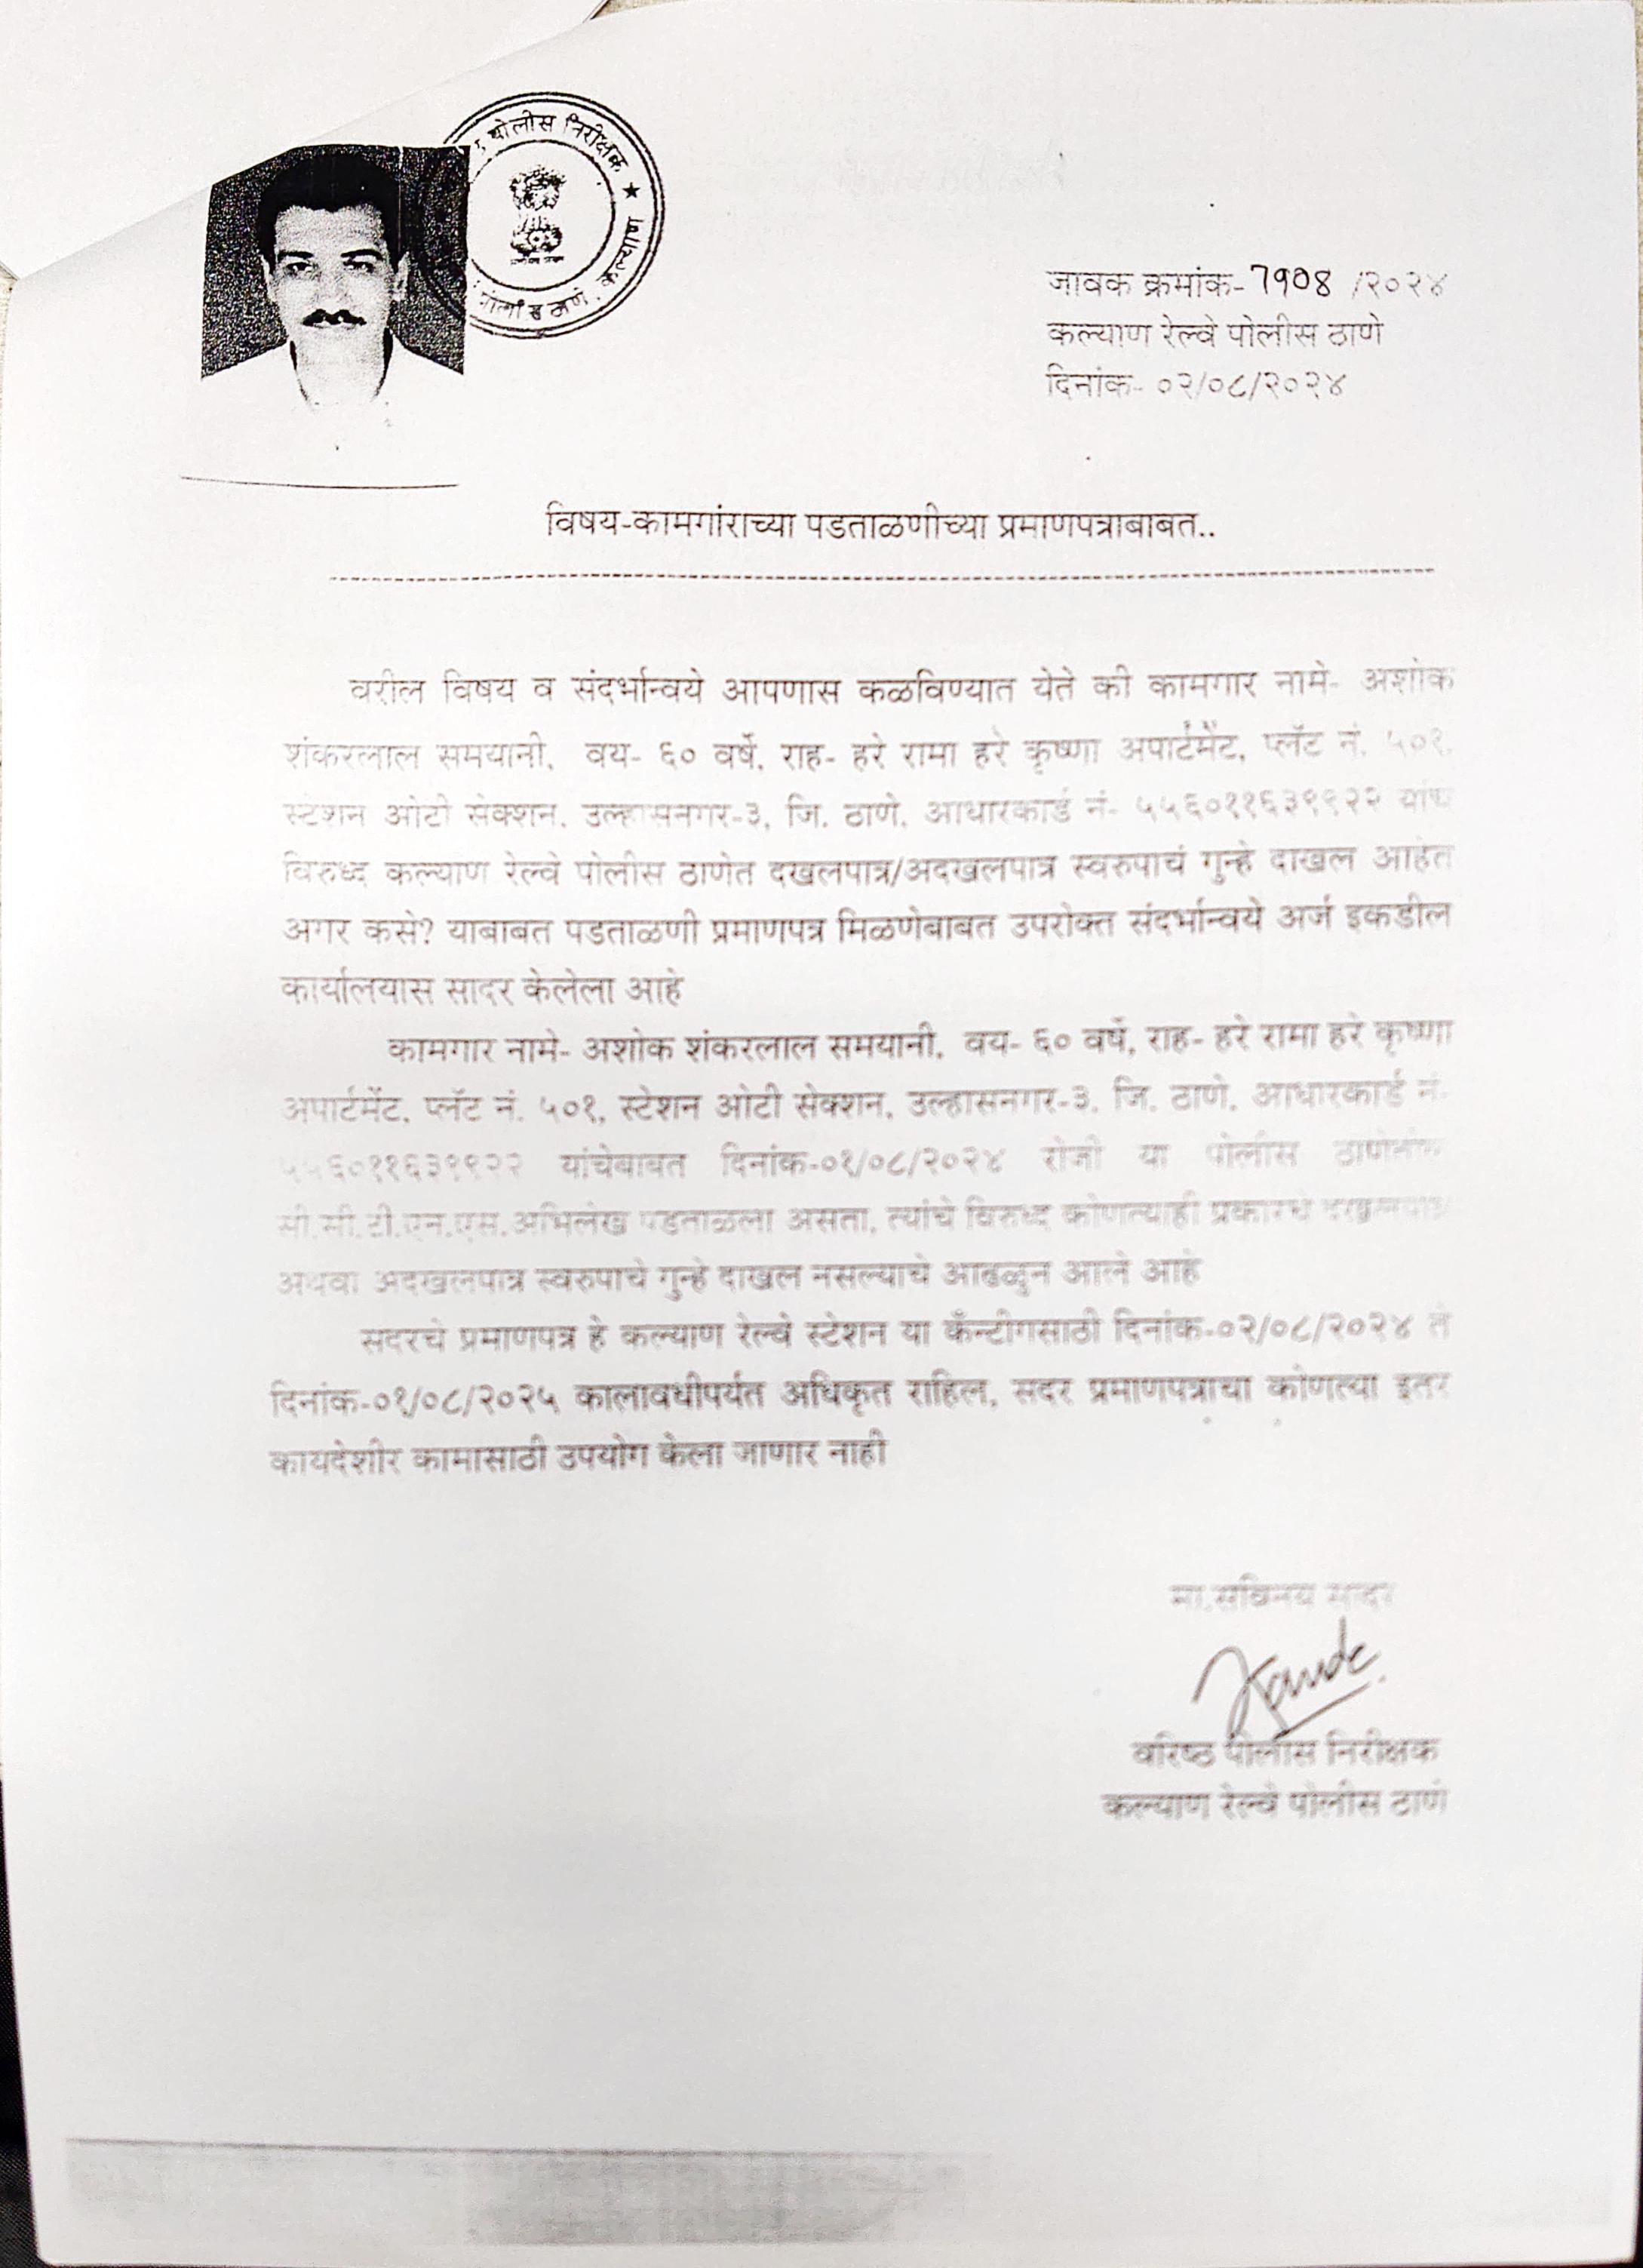 पोलीस निरीक्षक ★
कल्याण
जावक क्रमांक- 7908 /२०२४
कल्याण रेल्वे पोलीस ठाणे
दिनांक- ०२/०८/२०२४
विषय-कामगांराच्या पडताळणीच्या प्रमाणपत्राबाबत..
वरील विषय व संदर्भान्वये आपणास कळविण्यात येते की कामगार नामे- अशोक
शंकरलाल समयानी, वय- ६० वर्षे, राह- हरे रामा हरे कृष्णा अपार्टमेंट, प्लॅट नं. ५०१,
स्टेशन ओटी सेक्शन, उल्हासनगर-३, जि. ठाणे, आधारकार्ड नं- ५५६०११६३९९२२ यांचे
विरुध्द कल्याण रेल्वे पोलीस ठाणेत दखलपात्र/अदखलपात्र स्वरुपाचे गुन्हे दाखल आहेत
अगर कसे? याबाबत पडताळणी प्रमाणपत्र मिळणेबाबत उपरोक्त संदर्भान्वये अर्ज इकडील
कार्यालयास सादर केलेला आहे
कामगार नामे- अशोक शंकरलाल समयानी, वय- ६० वर्षे, राह- हरे रामा हरे कृष्णा
अपार्टमेंट, प्लॅट नं. ५०१, स्टेशन ओटी सेक्शन, उल्हासनगर-३, जि. ठाणे, आधारकार्ड नं-
५५६०११६३९९२२ यांचेबाबत दिनांक-०१/०८/२०२४ रोजी या पोलीस
सी.सी.टी.एन.एस.अभिलेख पडताळला असता, त्यांचे विरुध्द कोणत्याही प्रकारचे दखलपात्र
अथवा अदखलपात्र स्वरुपाचे गुन्हे दाखल नसल्याचे आढळुन आले आहे
सदरचे प्रमाणपत्र हे कल्याण रेल्वे स्टेशन या कॅन्टीगसाठी दिनांक-०२/०८/२०२४ ते
दिनांक-०१/०८/२०२५ कालावधीपर्यंत अधिकृत राहिल, सदर प्रमाणपत्राचा कोणत्या इतर
कायदेशीर कामासाठी उपयोग केला जाणार नाही
मा.सविनय सादर
वरिष्ठ पोलीस निरीक्षक
कल्याण रेल्वे पोलीस ठाणे